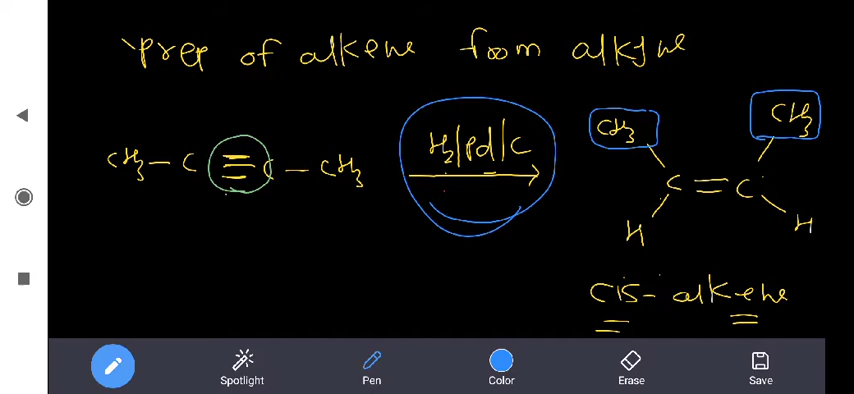 Prep of alkene from alkyne
CH3 – C ≡ C – CH3
H2/Pd/C
CH3 CH3
C = C
H H
Cis-alkene
Spotlight Pen Color Erase Save